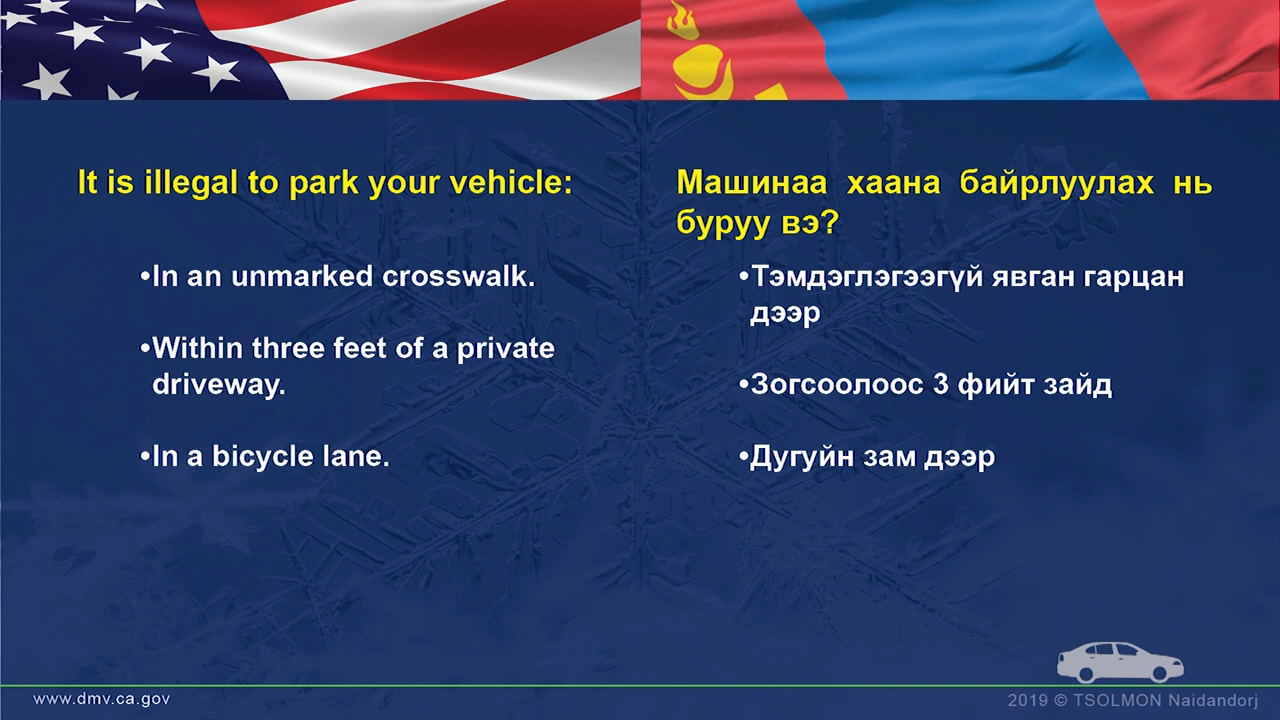 It is illegal to park your vehicle:
•In an unmarked crosswalk.
•Within three feet of a private
driveway.
•In a bicycle lane.
Машинаа хаана байрлуулах нь
буруу вэ?
•Тэмдэглэгээгүй явган гарцан
дээр
•Зогсоолоос 3 фийт зайд
•Дугуйн зам дээр
www.dmv.ca.gov
2019 © TSOLMON Naidandorj